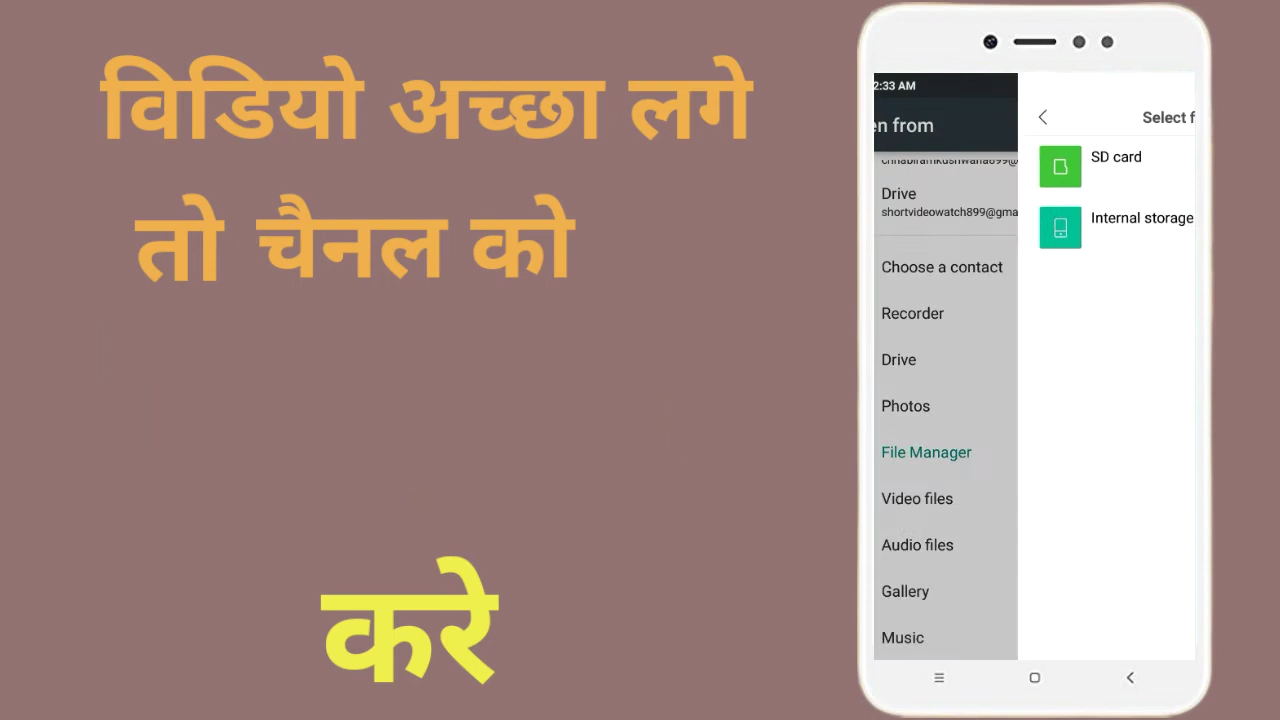 विडियो अच्छा लगे
तो चैनल को
करे
2:33 AM
en from
Drive
shortvideowatch899@gma
Choose a contact
Recorder
Drive
Photos
File Manager
Video files
Audio files
Gallery
Music
Select f
SD card
Internal storage